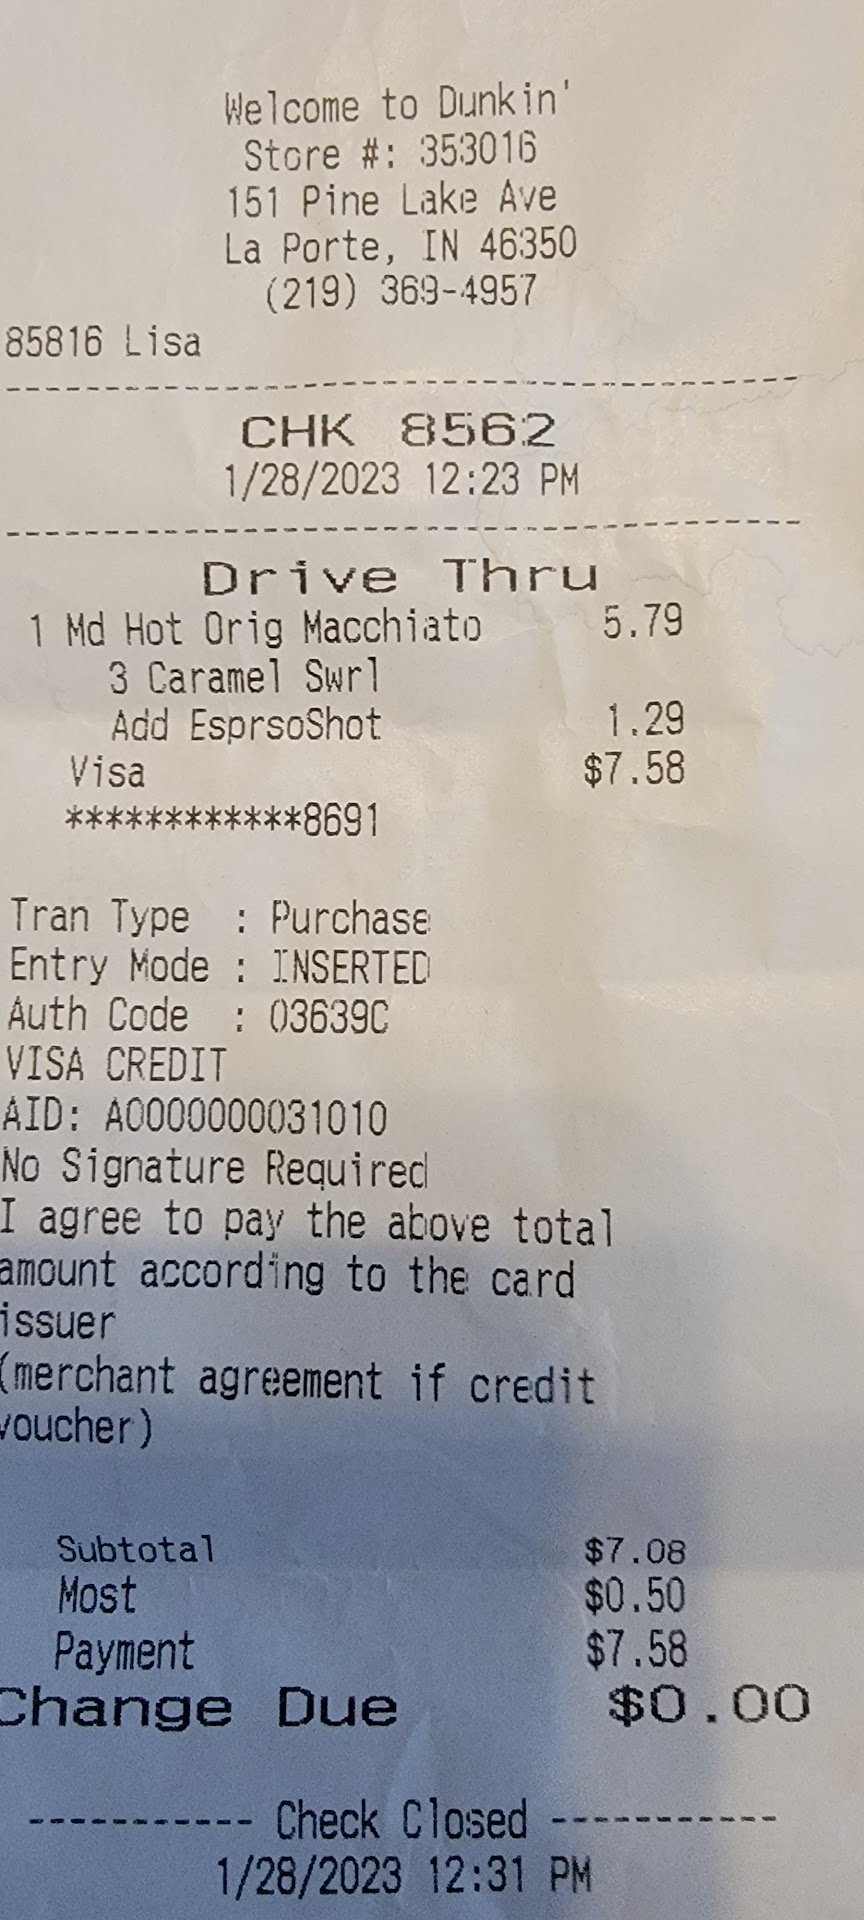 Welcome to Dunkin'
Store #: 353016
151 Pine Lake Ave
La Porte, IN 46350
(219) 369-4957
85816 Lisa
CHK 8562
1/28/2023 12:23 PM
Drive Thru
1 Md Hot Orig Macchiato 5.79
3 Caramel Swrl
Add EsprsoShot 1.29
Visa $7.58
************8691
Tran Type : Purchase
Entry Mode : INSERTED
Auth Code : 03639C
VISA CREDIT
AID: A0000000031010
No Signature Required
I agree to pay the above total
amount according to the card
issuer
(merchant agreement if credit
voucher)
Subtotal $7.08
Most $0.50
Payment $7.58
Change Due $0.00
----------- Check Closed -----------
1/28/2023 12:31 PM